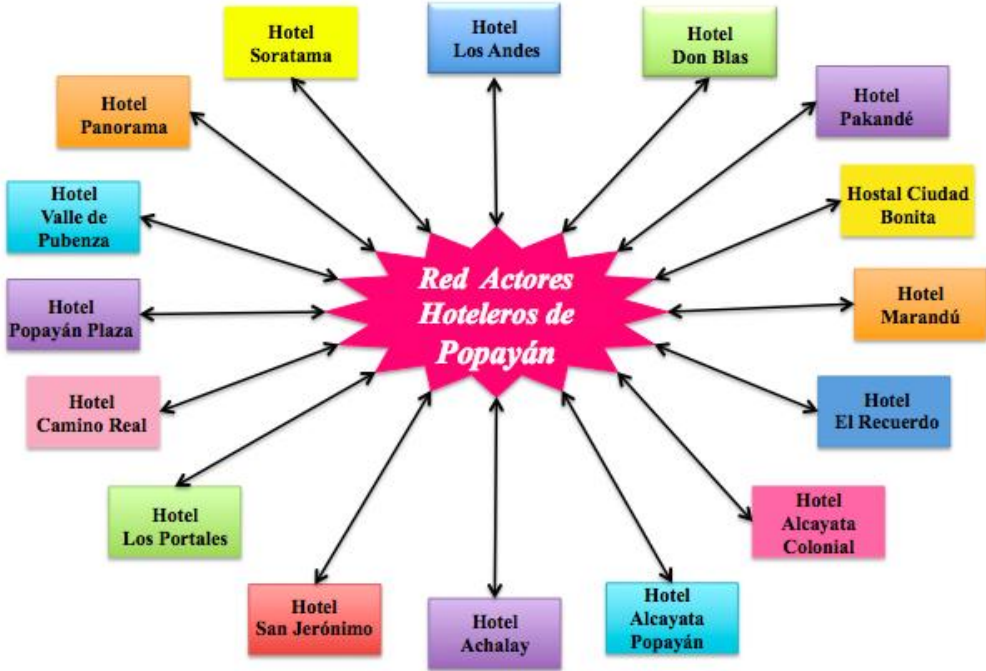 Hotel
Soratama
Hotel
Los Andes
Hotel
Don Blas
Hotel
Panorama
Hotel
Pakandé
Hotel
Valle de
Pubenza
Hostal Ciudad
Bonita
Red Actores
Hoteleros de
Popayán
Hotel
Popayán Plaza
Hotel
Marandú
Hotel
Camino Real
Hotel
El Recuerdo
Hotel
Los Portales
Hotel
Alcayata
Colonial
Hotel
San Jerónimo
Hotel
Achalay
Hotel
Alcayata
Popayán